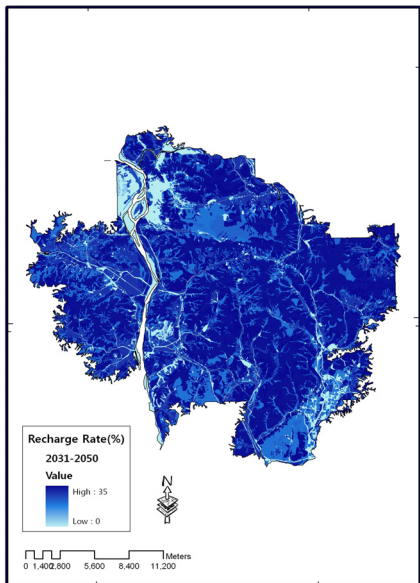 Recharge Rate(%)
2031-2050
Value
High : 35
Low : 0
N
Meters
0 1,400 2,800 5,600 8,400 11,200